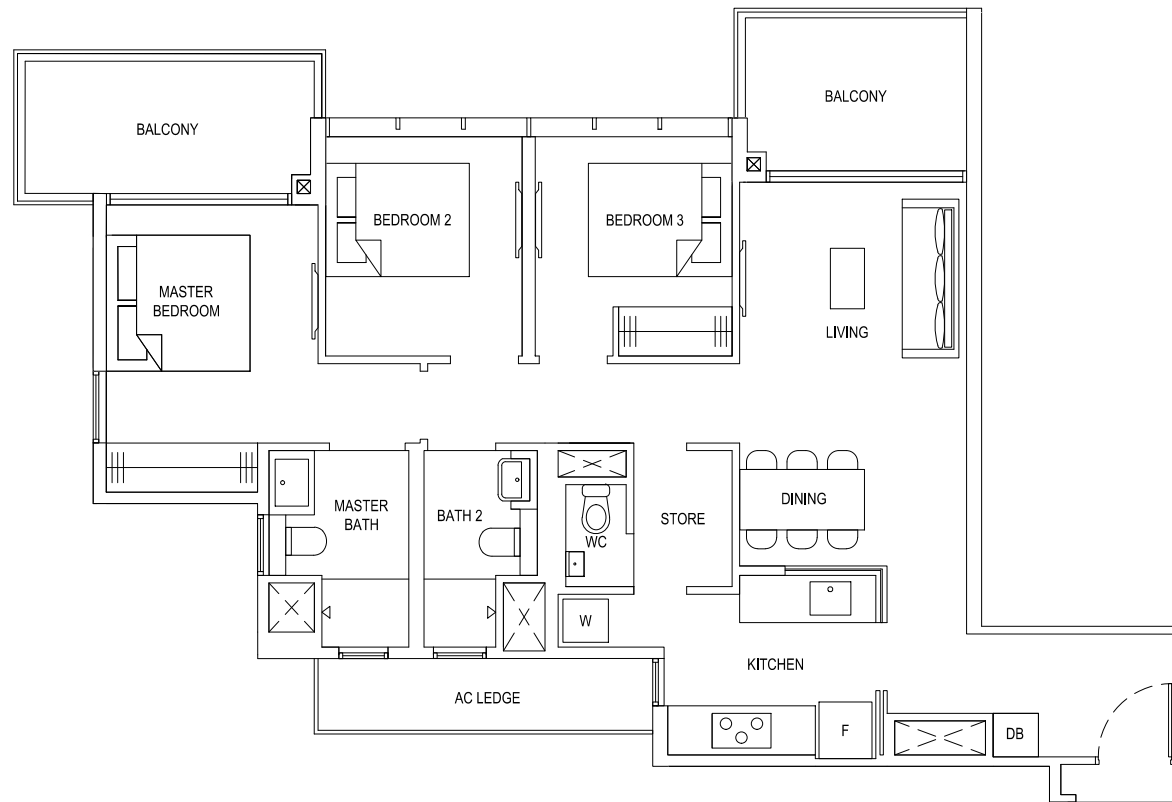 BALCONY
BALCONY
BEDROOM 2
BEDROOM 3
MASTER
BEDROOM
LIVING
MASTER
BATH
BATH 2
WC
STORE
DINING
W
KITCHEN
AC LEDGE
F
DB